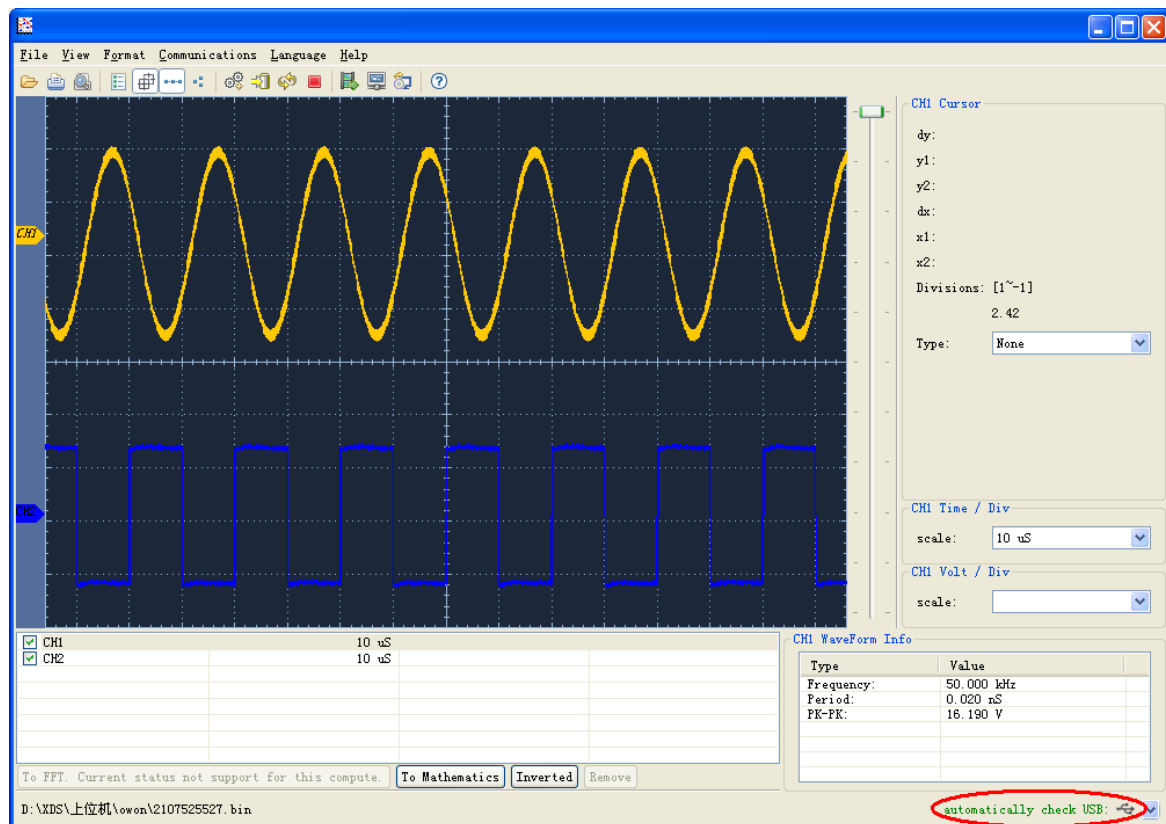 File View Format Communications Language Help
CH1 Cursor
dy:
y1:
y2:
dx:
x1:
x2:
Divisions: [1~-1]
2.42
Type: None
CH1
CH2
CH1 Time / Div
scale: 10 uS
CH1 Volt / Div
scale:
CH1 10 uS
CH2 10 uS
CH1 WaveForm Info
Type Value
Frequency: 50.000 kHz
Period: 0.020 nS
PK-PK: 16.190 V
To FFT. Current status not support for this compute. To Mathematics Inverted Remove
D:\XDS\上位机\owon\2107525527.bin
automatically check USB: